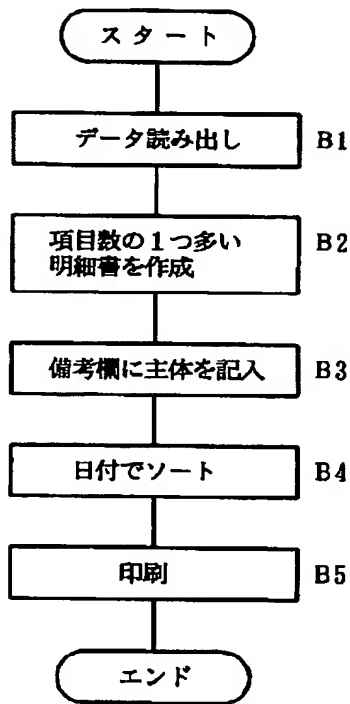 スタート
データ読み出し B1
項目数の1つ多い
明細書を作成 B2
備考欄に主体を記入 B3
日付でソート B4
印刷 B5
エンド